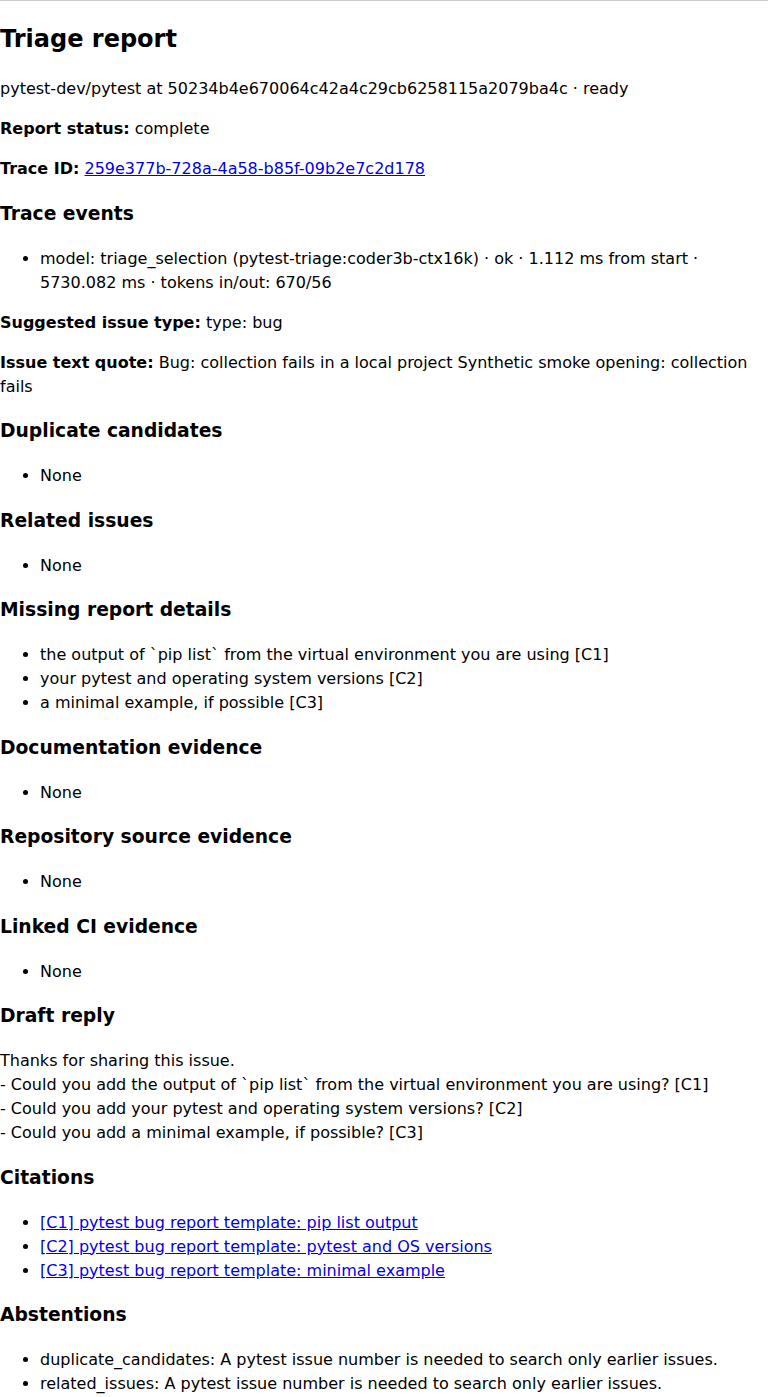 Triage report
pytest-dev/pytest at 50234b4e670064c42a4c29cb6258115a2079ba4c · ready
Report status: complete
Trace ID: 259e377b-728a-4a58-b85f-09b2e7c2d178
Trace events
• model: triage_selection (pytest-triage:coder3b-ctx16k) · ok · 1.112 ms from start ·
5730.082 ms · tokens in/out: 670/56
Suggested issue type: type: bug
Issue text quote: Bug: collection fails in a local project Synthetic smoke opening: collection
fails
Duplicate candidates
• None
Related issues
• None
Missing report details
• the output of `pip list` from the virtual environment you are using [C1]
• your pytest and operating system versions [C2]
• a minimal example, if possible [C3]
Documentation evidence
• None
Repository source evidence
• None
Linked CI evidence
• None
Draft reply
Thanks for sharing this issue.
- Could you add the output of `pip list` from the virtual environment you are using? [C1]
- Could you add your pytest and operating system versions? [C2]
- Could you add a minimal example, if possible? [C3]
Citations
• [C1] pytest bug report template: pip list output
• [C2] pytest bug report template: pytest and OS versions
• [C3] pytest bug report template: minimal example
Abstentions
• duplicate_candidates: A pytest issue number is needed to search only earlier issues.
• related_issues: A pytest issue number is needed to search only earlier issues.